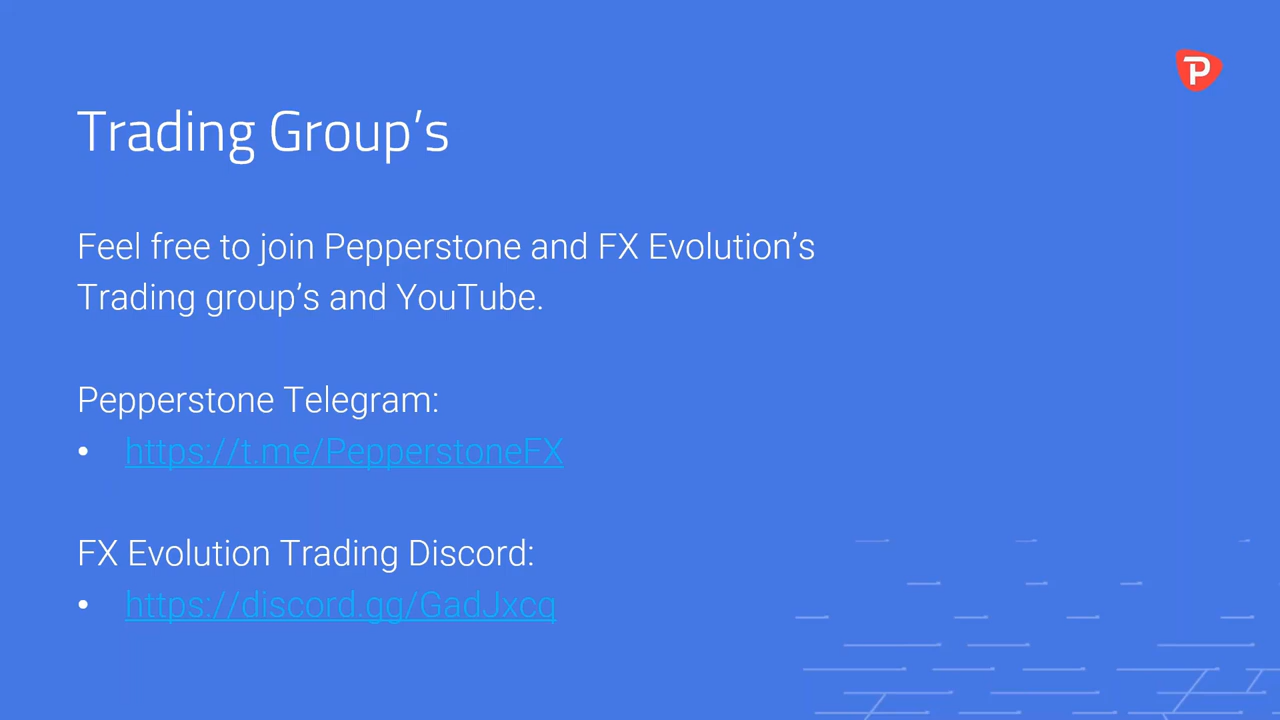 P
Trading Group’s
Feel free to join Pepperstone and FX Evolution’s
Trading group’s and YouTube.
Pepperstone Telegram:
• https://t.me/PepperstoneFX
FX Evolution Trading Discord:
• https://discord.gg/GadJxcq